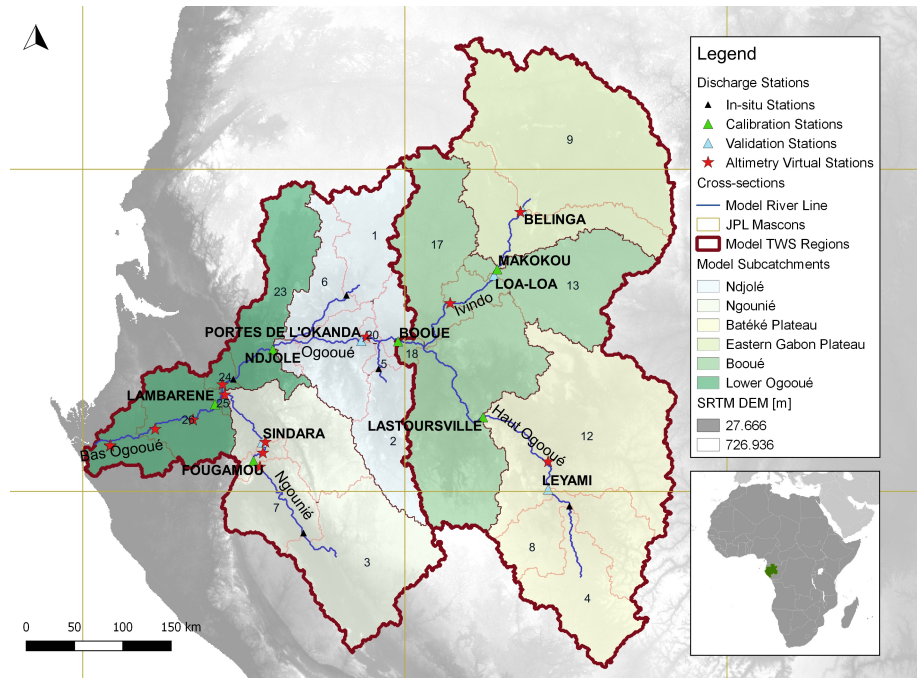 Legend
Discharge Stations
In-situ Stations
Calibration Stations
Validation Stations
Altimetry Virtual Stations
Cross-sections
Model River Line
JPL Mascons
Model TWS Regions
Model Subcatchments
Ndjolé
Ngounié
Batéké Plateau
Eastern Gabon Plateau
Booué
Lower Ogooué
SRTM DEM [m]
27.666
726.936
9
BELINGA
1
17
MAKOKOU
LOA-LOA
13
6
23
Ivindo
PORTES DE L'OKANDA
20
BOOUE
NDJOLE
Ogooué
18
5
24
LAMBARENE
25
26
LASTOURSVILLE
Haut Ogooué
12
SINDARA
2
Bas Ogooué
FOUGAMOU
Ngounié
LEYAMI
7
8
3
4
0
50
100
150 km